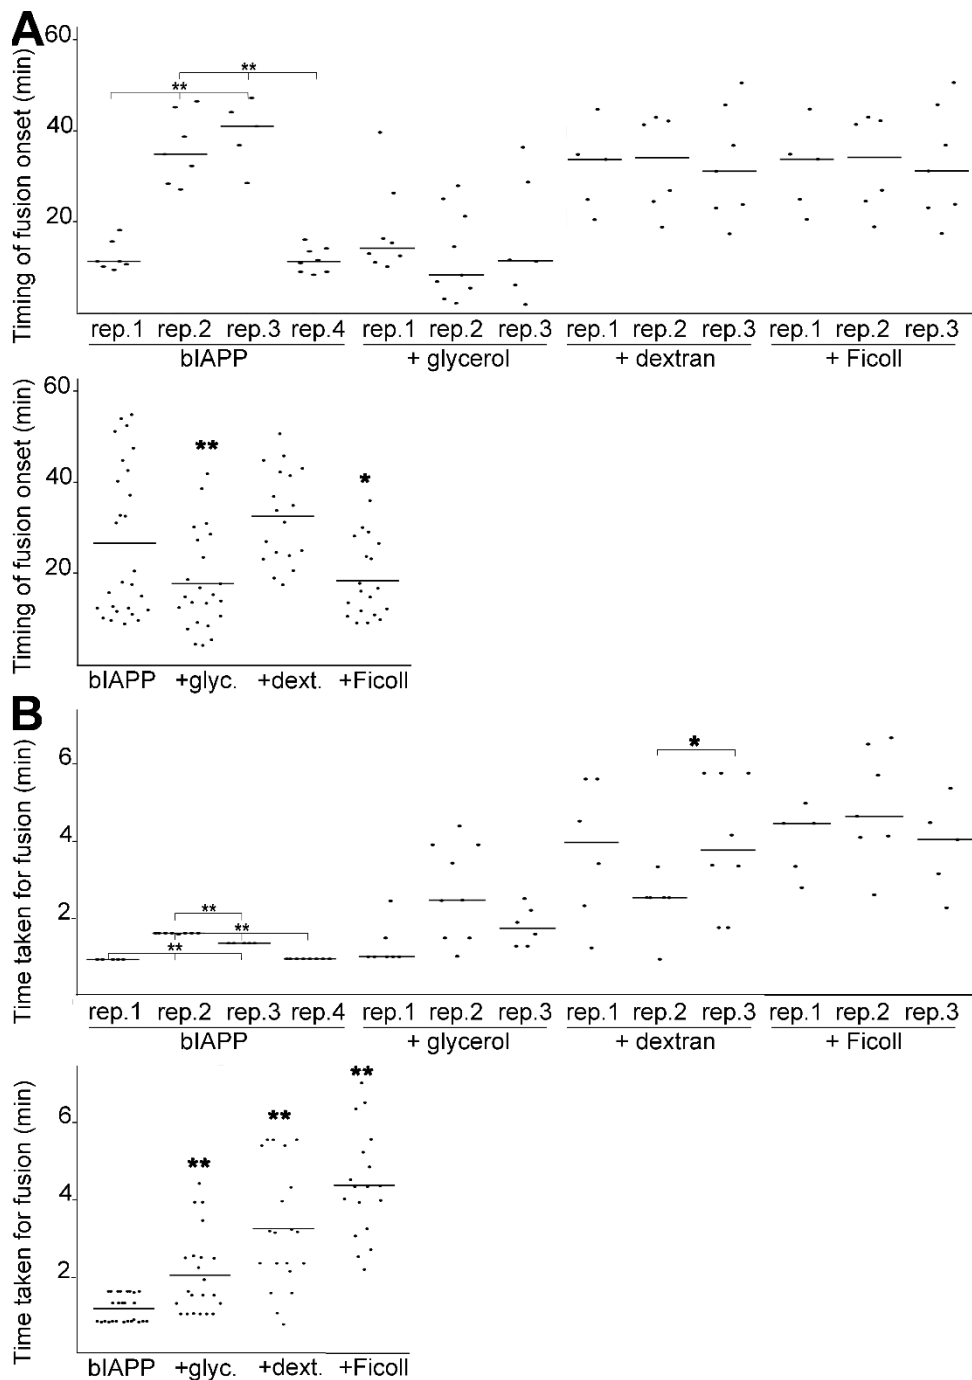 A
Timing of fusion onset (min)
60
40
20
**
**
rep.1 rep.2 rep.3 rep.4 rep.1 rep.2 rep.3 rep.1 rep.2 rep.3 rep.1 rep.2 rep.3
bIAPP + glycerol + dextran + Ficoll
Timing of fusion onset (min)
60
40
20
**
*
bIAPP +glyc. +dext. +Ficoll
B
Time taken for fusion (min)
6
4
2
*
**
**
**
rep.1 rep.2 rep.3 rep.4 rep.1 rep.2 rep.3 rep.1 rep.2 rep.3 rep.1 rep.2 rep.3
bIAPP + glycerol + dextran + Ficoll
Time taken for fusion (min)
6
4
2
**
**
**
bIAPP +glyc. +dext. +Ficoll